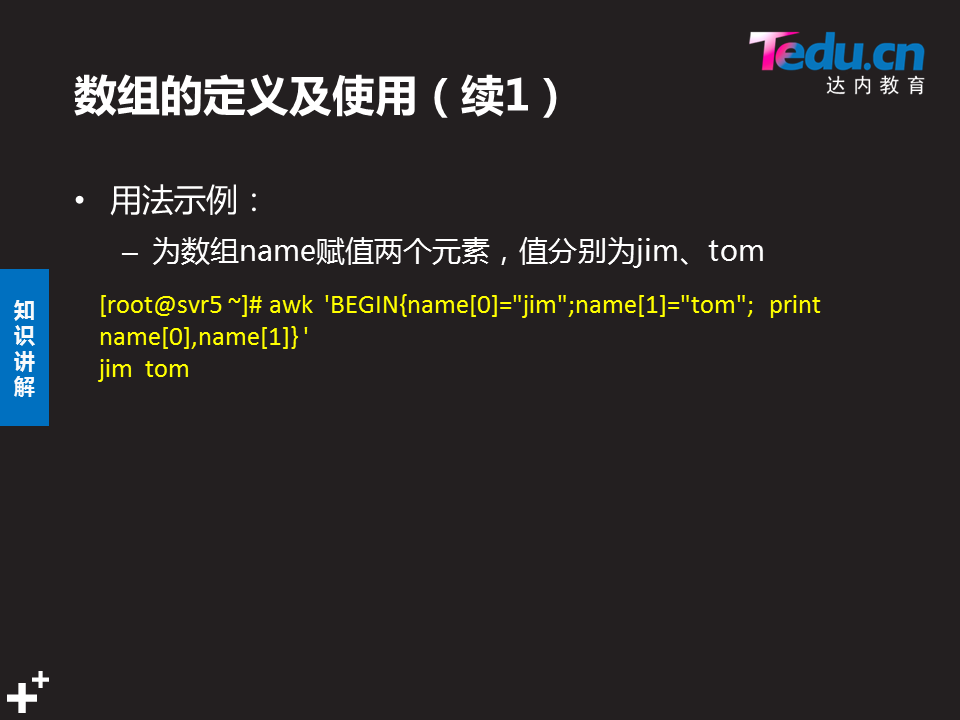 Tedu.cn
达内教育
数组的定义及使用（续1）
• 用法示例：
– 为数组name赋值两个元素，值分别为jim、tom
[root@svr5 ~]# awk 'BEGIN{name[0]="jim";name[1]="tom"; print
name[0],name[1]}'
jim tom
知识讲解